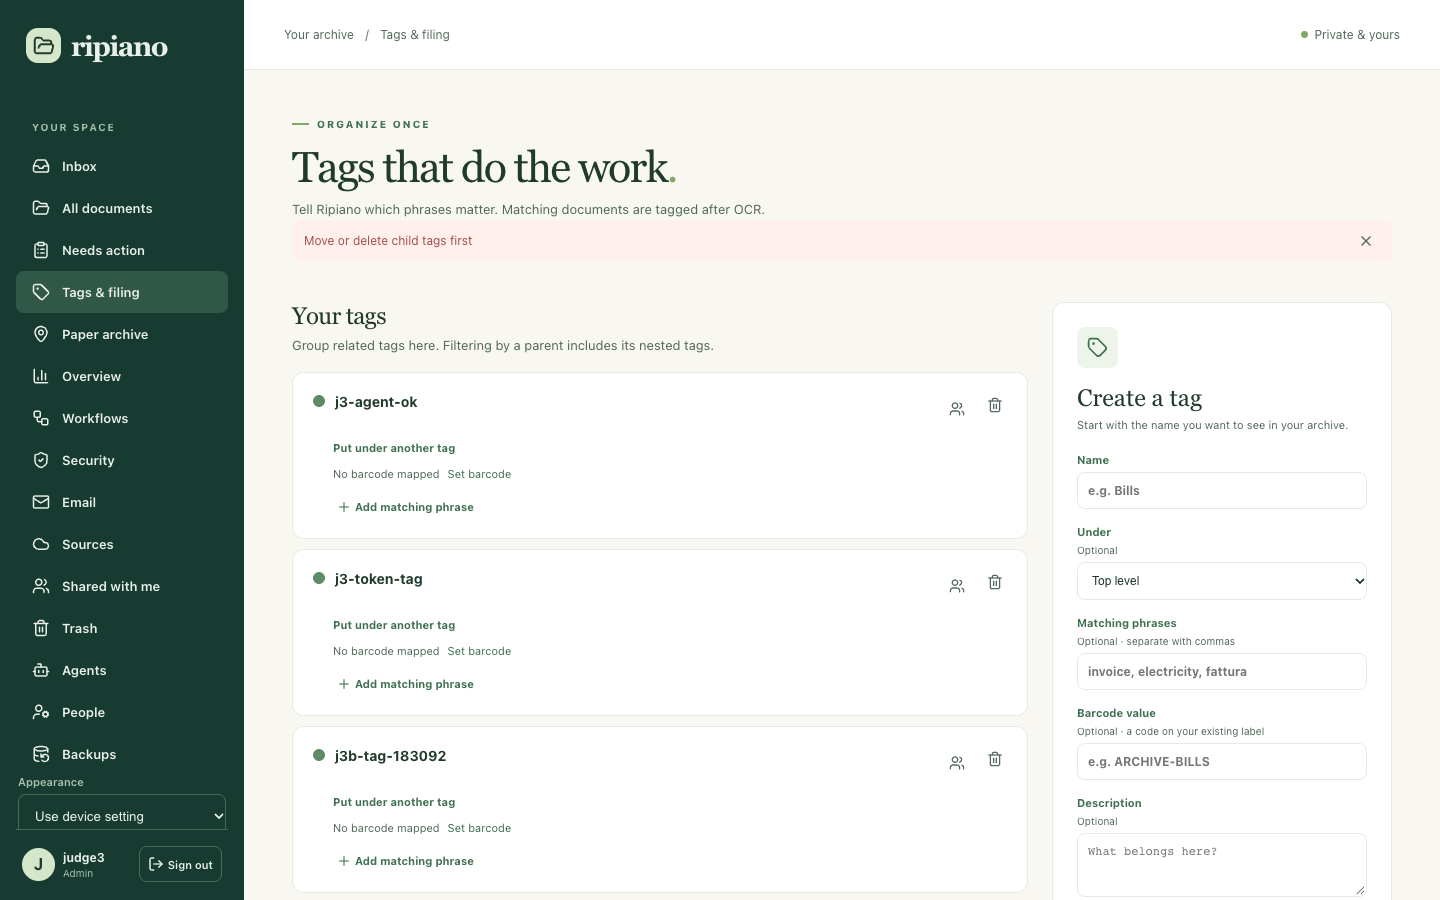 ripiano
YOUR SPACE
Inbox
All documents
Needs action
Tags & filing
Paper archive
Overview
Workflows
Security
Email
Sources
Shared with me
Trash
Agents
People
Backups
Appearance
Use device setting
J
judge3
Admin
Sign out
Your archive / Tags & filing
Private & yours
ORGANIZE ONCE
Tags that do the work.
Tell Ripiano which phrases matter. Matching documents are tagged after OCR.
Move or delete child tags first
Your tags
Group related tags here. Filtering by a parent includes its nested tags.
j3-agent-ok
Put under another tag
No barcode mapped Set barcode
Add matching phrase
j3-token-tag
Put under another tag
No barcode mapped Set barcode
Add matching phrase
j3b-tag-183092
Put under another tag
No barcode mapped Set barcode
Add matching phrase
Create a tag
Start with the name you want to see in your archive.
Name
e.g. Bills
Under
Optional
Top level
Matching phrases
Optional · separate with commas
invoice, electricity, fattura
Barcode value
Optional · a code on your existing label
e.g. ARCHIVE-BILLS
Description
Optional
What belongs here?